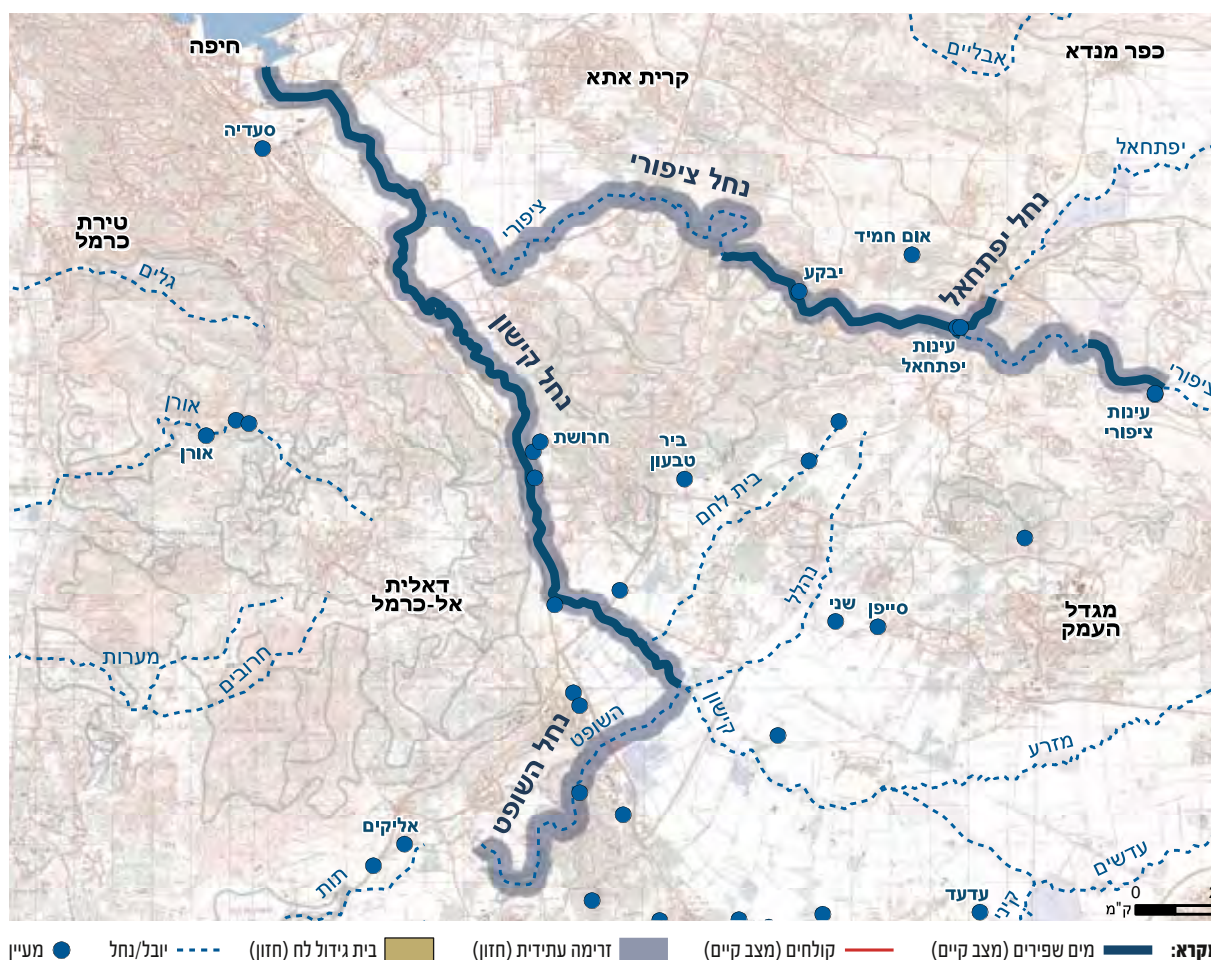 חיפה
קרית אתא
כפר מנדא
אבליים
סעדיה
יפתחאל
נחל ציפורי
ציפורי
נחל יפתחאל
טירת
כרמל
גלים
אום חמיד
יבקע
עינות
יפתחאל
ציפורי
עינות
ציפורי
נחל קישון
אורן
אורן
חרושת
ביר
טבעון
בית לחם
נהלל
דאלית
אל-כרמל
שני
סייפן
מגדל
העמק
מערות
חרובים
קישון
השופט
נחל השופט
מזרע
אליקים
תות
עדשים
עדעד
קיני
0
ק"מ
מקרא:
מים שפירים (מצב קיים)
קולחים (מצב קיים)
זרימה עתידית (חזון)
בית גידול לח (חזון)
יובל/נחל
מעיין